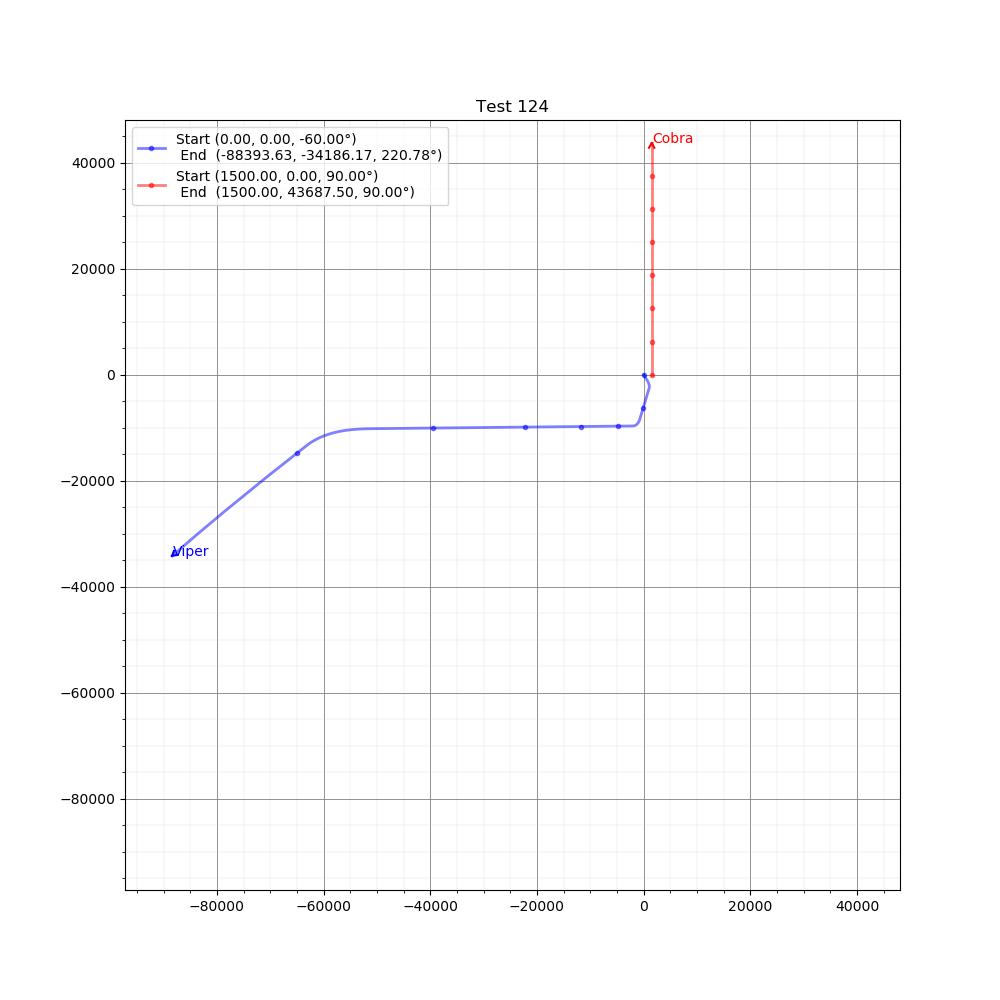 Test 124
Start (0.00, 0.00, -60.00°)
End (-88393.63, -34186.17, 220.78°)
Start (1500.00, 0.00, 90.00°)
End (1500.00, 43687.50, 90.00°)
Cobra
Viper
40000
20000
0
−20000
−40000
−60000
−80000
−80000 −60000 −40000 −20000 0 20000 40000